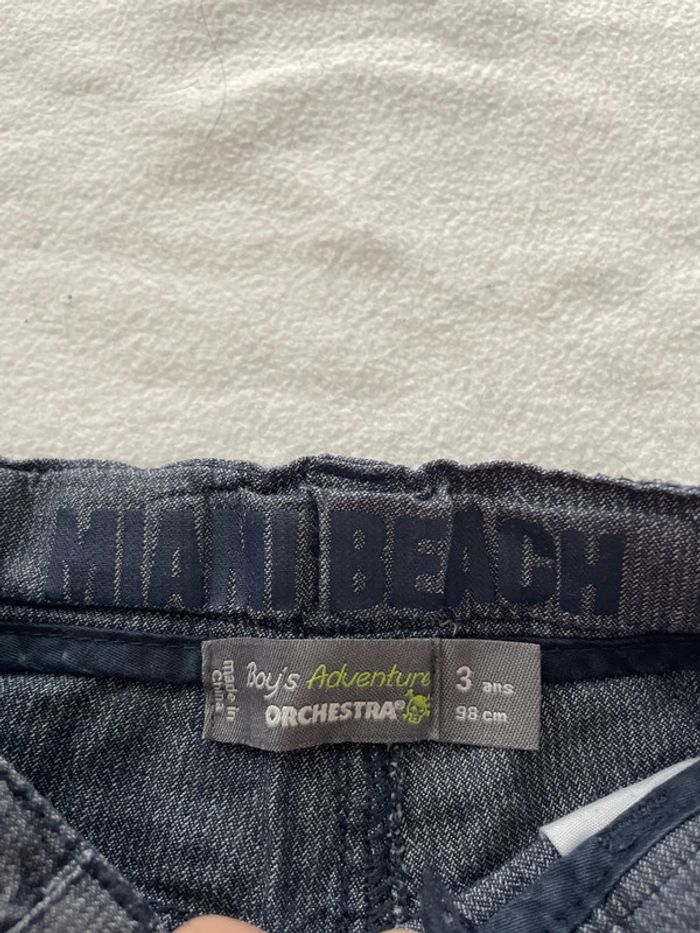 MIAMI BEACH
made in
china
Boy's Adventure
ORCHESTRA®
3 ans
98 cm